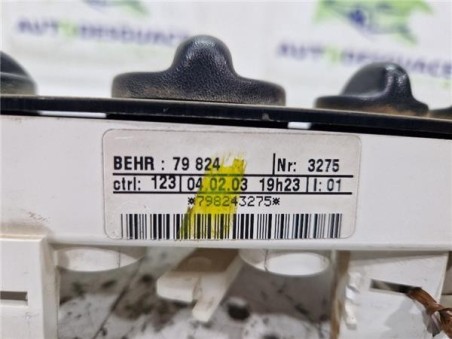 BEHR : 79 824 Nr: 3275
ctrl: 123 04.02.03 19h23 I: 01
*798243275*